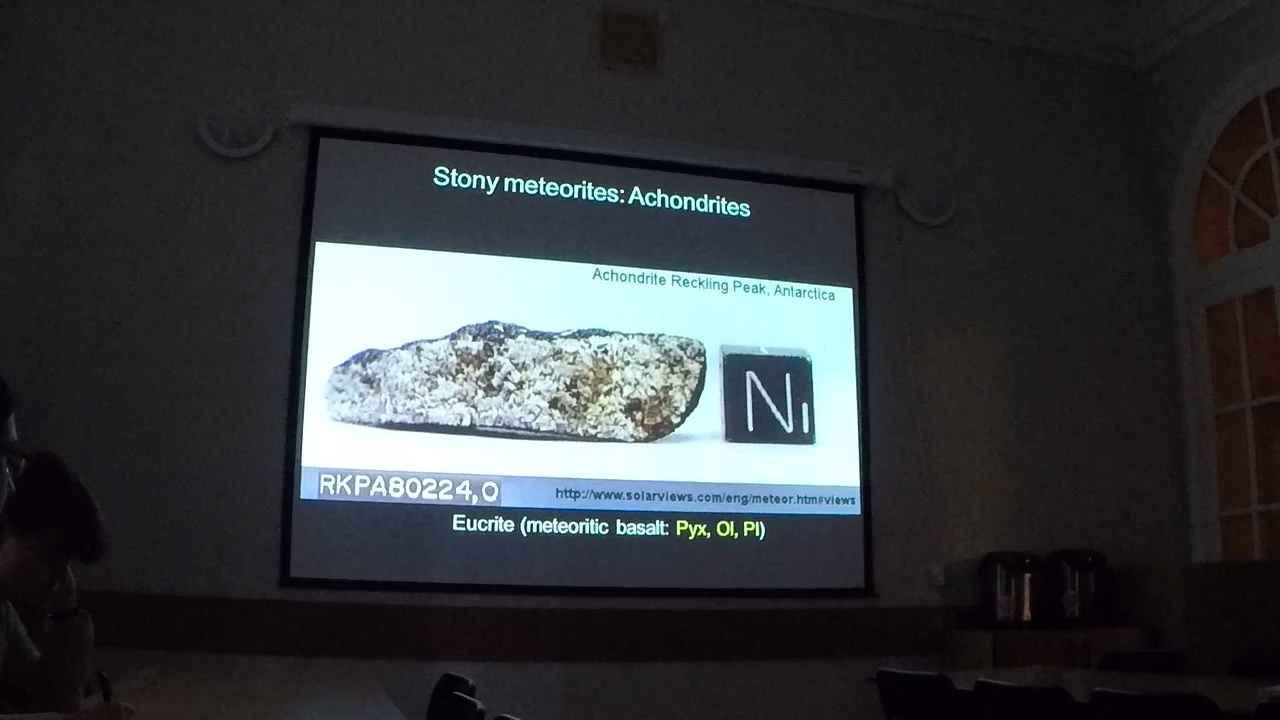 Stony meteorites: Achondrites
Achondrite Reckling Peak, Antarctica
Ni
RKPA80224,0
http://www.solarviews.com/eng/meteor.htm#views
Eucrite (meteoritic basalt: Pyx, Ol, Pl)